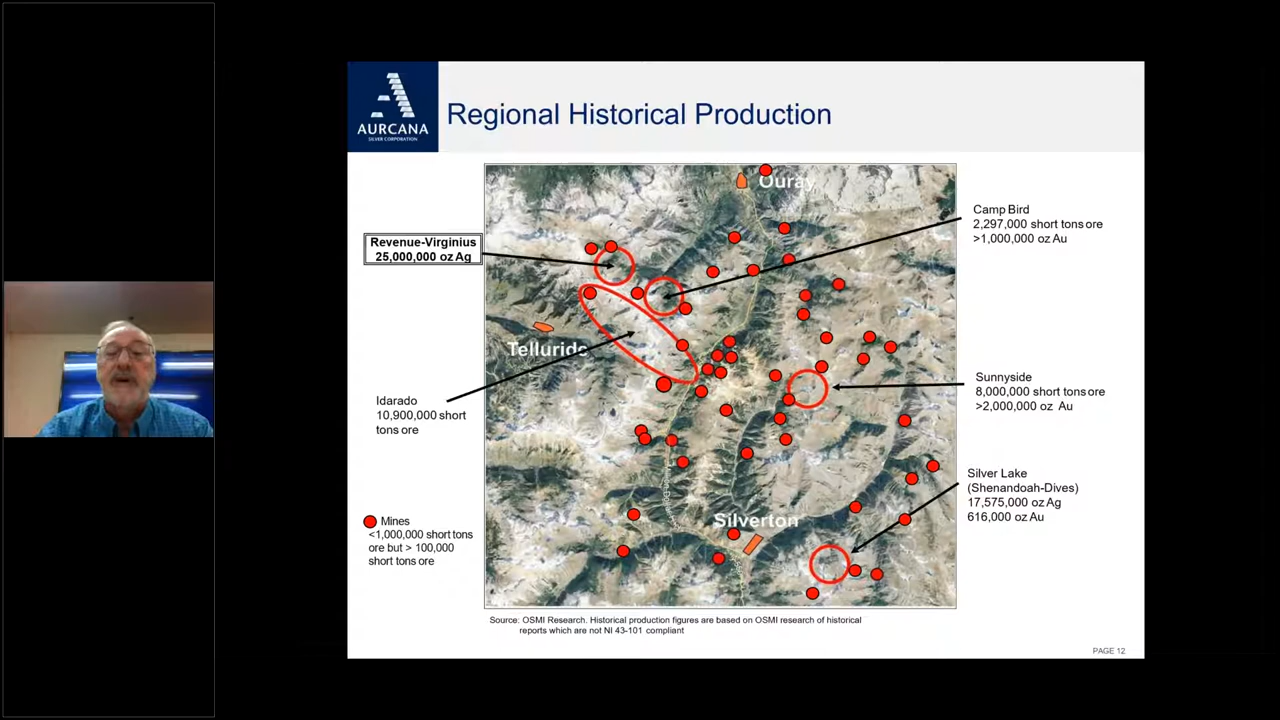 AURCANA
SILVER CORPORATION
Regional Historical Production
Ouray
Camp Bird
2,297,000 short tons ore
>1,000,000 oz Au
Revenue-Virginius
25,000,000 oz Ag
Telluride
Idarado
10,900,000 short
tons ore
Sunnyside
8,000,000 short tons ore
>2,000,000 oz Au
Silver Lake
(Shenandoah-Dives)
17,575,000 oz Ag
616,000 oz Au
Silverton
Mines
<1,000,000 short tons
ore but > 100,000
short tons ore
Source: OSMI Research. Historical production figures are based on OSMI research of historical
reports which are not NI 43-101 compliant
PAGE 12